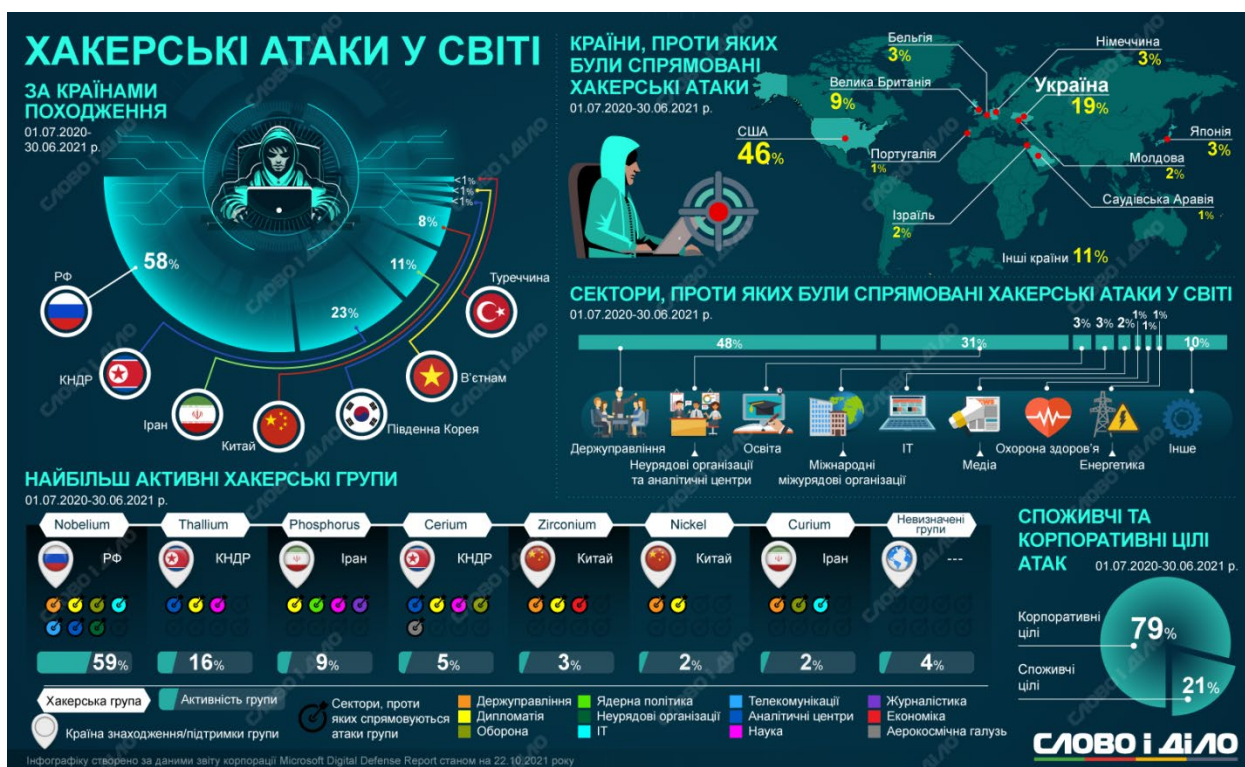 ХАКЕРСЬКІ АТАКИ У СВІТІ
ЗА КРАЇНАМИ
ПОХОДЖЕННЯ
01.07.2020-
30.06.2021 р.
<1%
<1%
<1%
8%
11%
23%
58%
РФ
КНДР
Іран
Китай
Південна Корея
В'єтнам
Туреччина
КРАЇНИ, ПРОТИ ЯКИХ
БУЛИ СПРЯМОВАНІ
ХАКЕРСЬКІ АТАКИ
01.07.2020-30.06.2021 р.
США
46%
Велика Британія
9%
Бельгія
3%
Німеччина
3%
Україна
19%
Японія
3%
Португалія
1%
Молдова
2%
Саудівська Аравія
1%
Ізраїль
2%
Інші країни 11%
СЕКТОРИ, ПРОТИ ЯКИХ БУЛИ СПРЯМОВАНІ ХАКЕРСЬКІ АТАКИ У СВІТІ
01.07.2020-30.06.2021 р.
48%
31%
3%
3%
2%
1%
1%
1%
10%
Держуправління
Неурядові організації
та аналітичні центри
Освіта
Міжнародні
міжурядові організації
ІТ
Медіа
Охорона здоров'я
Енергетика
Інше
НАЙБІЛЬШ АКТИВНІ ХАКЕРСЬКІ ГРУПИ
01.07.2020-30.06.2021 р.
Nobelium
Thallium
Phosphorus
Cerium
Zirconium
Nickel
Curium
Невизначені
групи
РФ
КНДР
Іран
КНДР
Китай
Китай
Іран
---
59%
16%
9%
5%
3%
2%
2%
4%
Хакерська група
Активність групи
Країна знаходження/підтримки групи
Сектори, проти
яких спрямовуються
атаки групи
Держуправління
Дипломатія
Оборона
Ядерна політика
Неурядові організації
ІТ
Телекомунікації
Аналітичні центри
Наука
Журналістика
Економіка
Аерокосмічна галузь
СПОЖИВЧІ ТА
КОРПОРАТИВНІ ЦІЛІ
АТАК
01.07.2020-30.06.2021 р.
Корпоративні
цілі
79%
Споживчі
цілі
21%
Інфографіку створено за даними звіту корпорації Microsoft Digital Defense Report станом на 22.10.2021 року
СЛОВО і ДіЛО